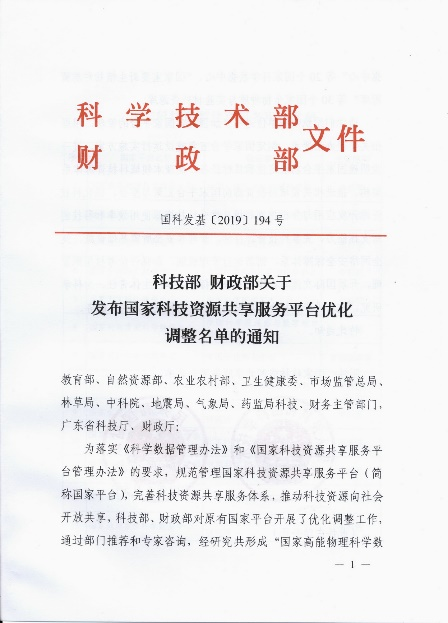 科学技术部
财政部
文件
国科发基〔2019〕194号
科技部 财政部关于
发布国家科技资源共享服务平台优化
调整名单的通知
教育部、自然资源部、农业农村部、卫生健康委、市场监管总局、
林草局、中科院、地震局、气象局、药监局科技、财务主管部门,
广东省科技厅、财政厅:
为落实《科学数据管理办法》和《国家科技资源共享服务平
台管理办法》的要求,规范管理国家科技资源共享服务平台(简
称国家平台),完善科技资源共享服务体系,推动科技资源向社会
开放共享,科技部、财政部对原有国家平台开展了优化调整工作,
通过部门推荐和专家咨询,经研究共形成“国家高能物理科学数
— 1 —